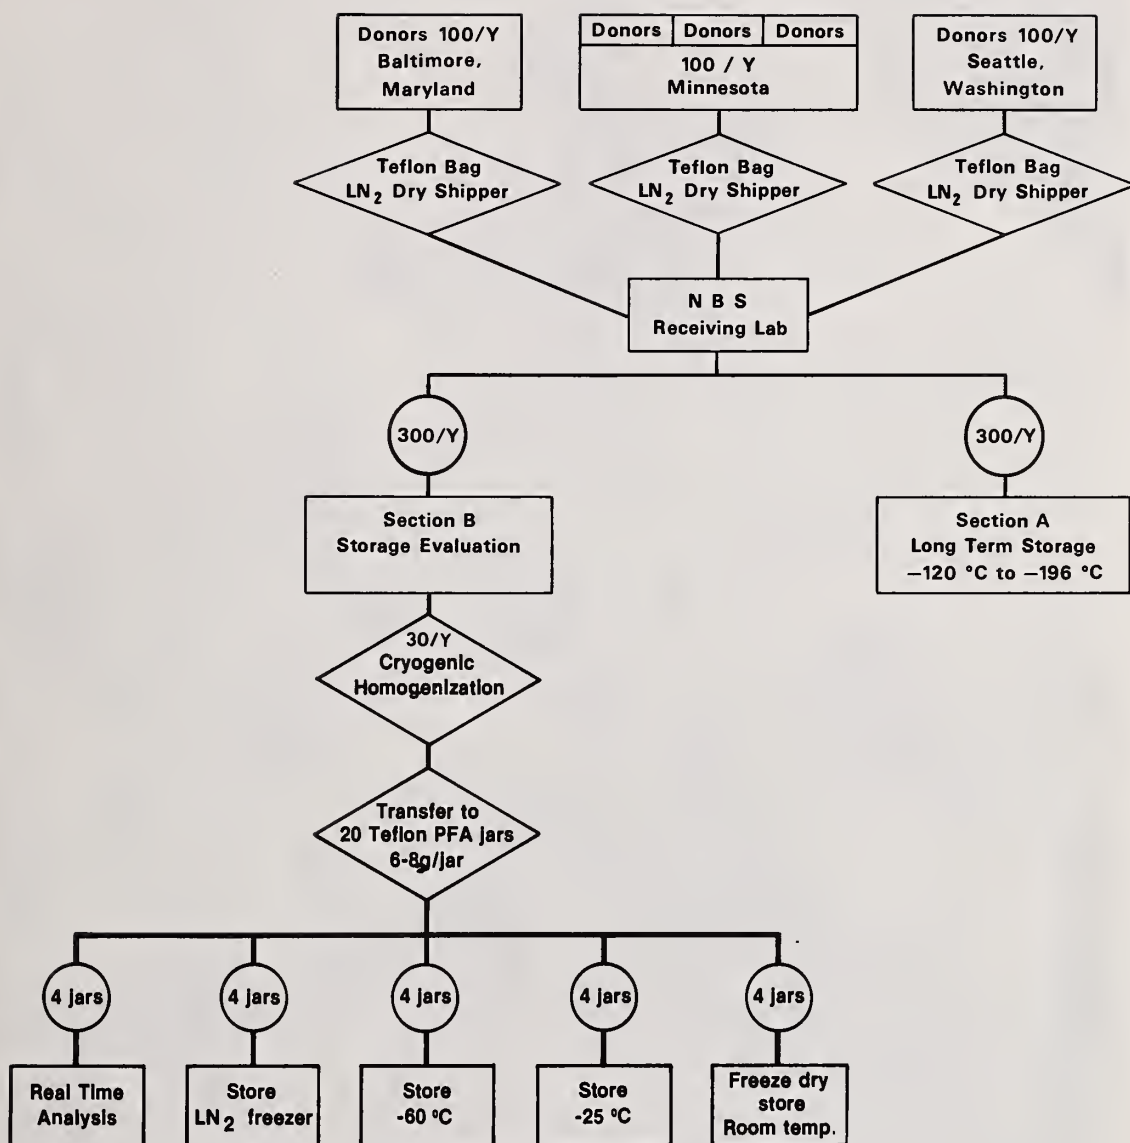 Donors 100/Y
Baltimore,
Maryland
Donors Donors Donors
100 / Y
Minnesota
Donors 100/Y
Seattle,
Washington
Teflon Bag
LN2 Dry Shipper
Teflon Bag
LN2 Dry Shipper
Teflon Bag
LN2 Dry Shipper
N B S
Receiving Lab
300/Y
300/Y
Section B
Storage Evaluation
Section A
Long Term Storage
−120 °C to −196 °C
30/Y
Cryogenic
Homogenization
Transfer to
20 Teflon PFA jars
6-8g/jar
4 jars
4 jars
4 jars
4 jars
4 jars
Real Time
Analysis
Store
LN2 freezer
Store
-60 °C
Store
-25 °C
Freeze dry
store
Room temp.